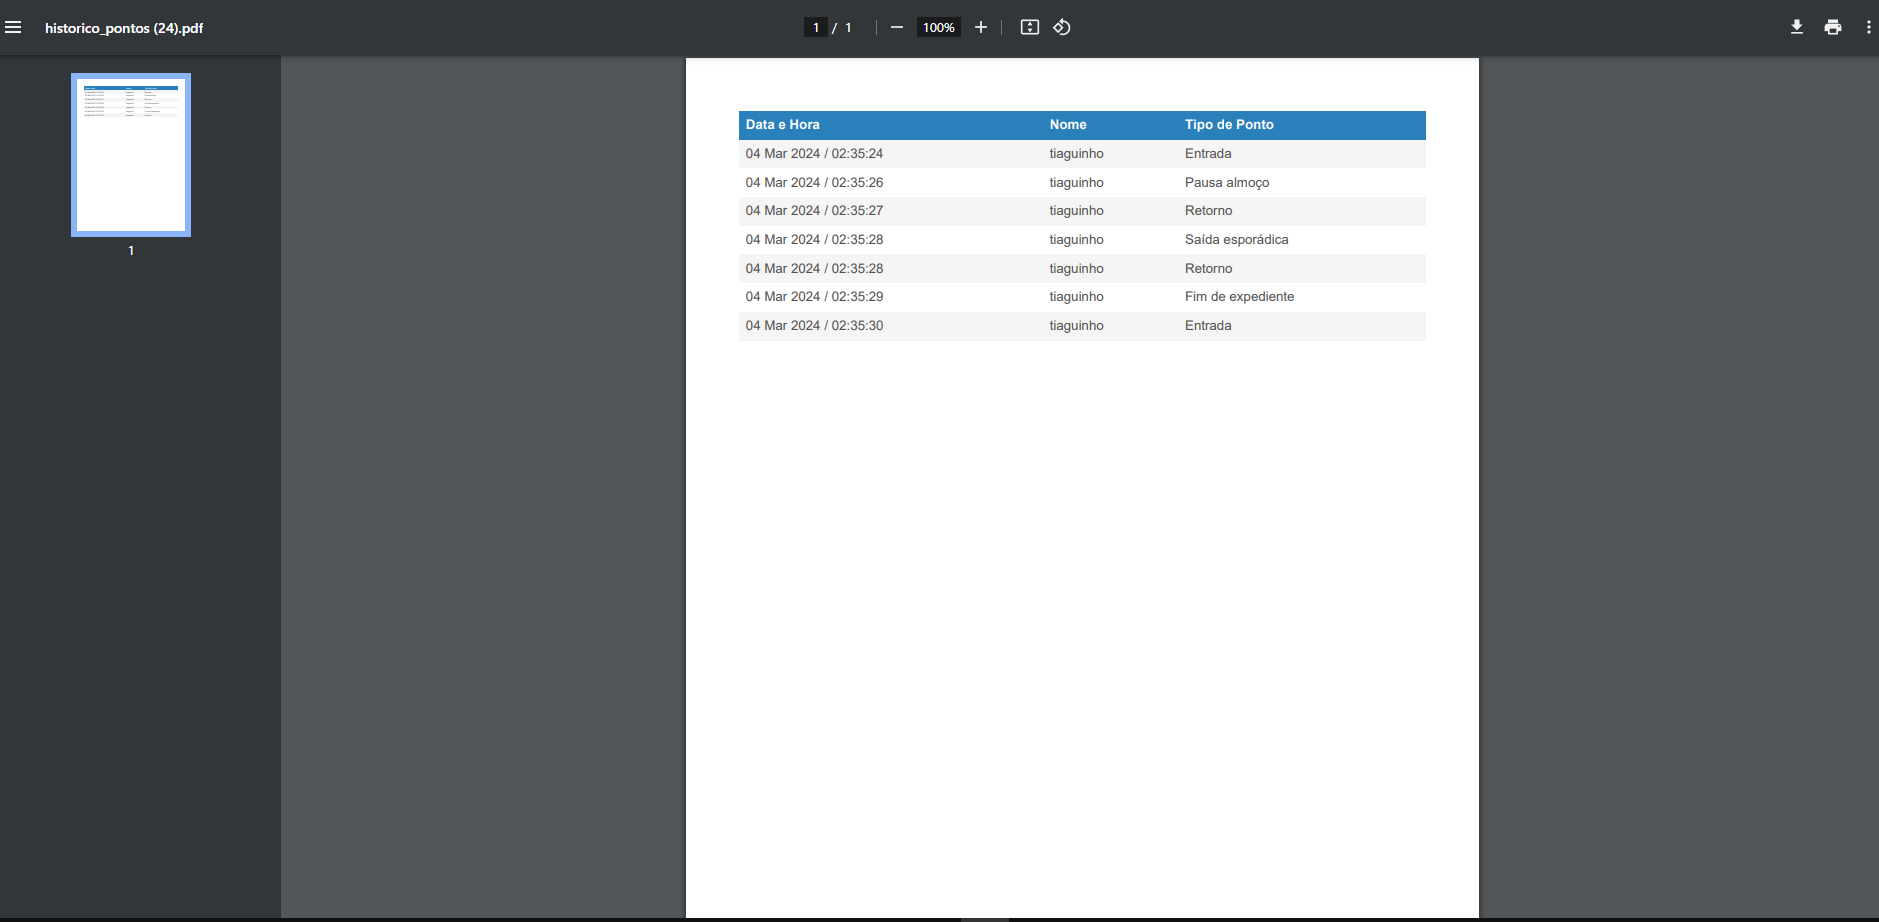 historico_pontos (24).pdf
1 / 1
100%
1
Data e Hora Nome Tipo de Ponto
04 Mar 2024 / 02:35:24 tiaguinho Entrada
04 Mar 2024 / 02:35:26 tiaguinho Pausa almoço
04 Mar 2024 / 02:35:27 tiaguinho Retorno
04 Mar 2024 / 02:35:28 tiaguinho Saída esporádica
04 Mar 2024 / 02:35:28 tiaguinho Retorno
04 Mar 2024 / 02:35:29 tiaguinho Fim de expediente
04 Mar 2024 / 02:35:30 tiaguinho Entrada